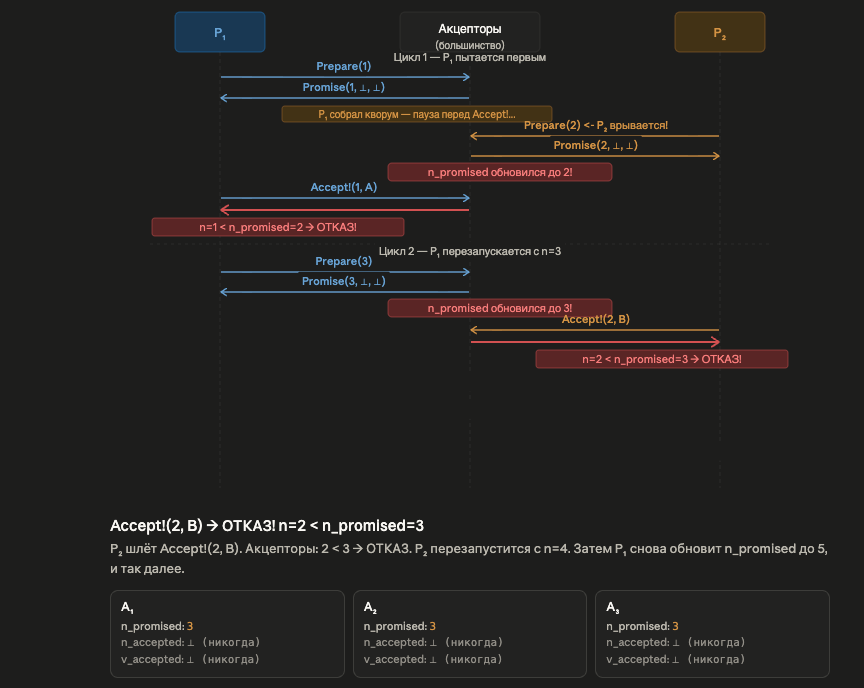 P₁
Акцепторы
(большинство)
P₂
Цикл 1 — P₁ пытается первым
Prepare(1)
Promise(1, ⊥, ⊥)
P₁ собрал кворум — пауза перед Accept!...
Prepare(2) <- P₂ врывается!
Promise(2, ⊥, ⊥)
n_promised обновился до 2!
Accept!(1, A)
n=1 < n_promised=2 → ОТКАЗ!
Цикл 2 — P₁ перезапускается с n=3
Prepare(3)
Promise(3, ⊥, ⊥)
n_promised обновился до 3!
Accept!(2, B)
n=2 < n_promised=3 → ОТКАЗ!
Accept!(2, B) → ОТКАЗ! n=2 < n_promised=3
P₂ шлёт Accept!(2, B). Акцепторы: 2 < 3 → ОТКАЗ. P₂ перезапустится с n=4. Затем P₁ снова обновит n_promised до 5,
и так далее.
A₁
n_promised: 3
n_accepted: ⊥ (никогда)
v_accepted: ⊥ (никогда)
A₂
n_promised: 3
n_accepted: ⊥ (никогда)
v_accepted: ⊥ (никогда)
A₃
n_promised: 3
n_accepted: ⊥ (никогда)
v_accepted: ⊥ (никогда)